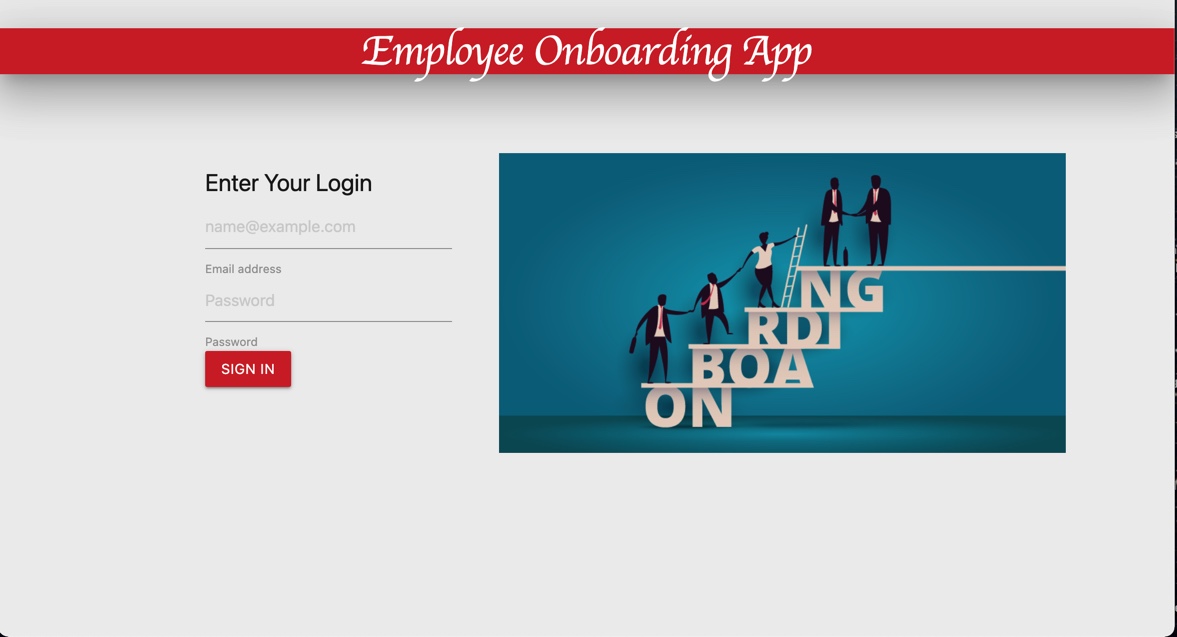 Employee Onboarding App
Enter Your Login
name@example.com
Email address
Password
Password
SIGN IN
NG
RDI
BOA
ON